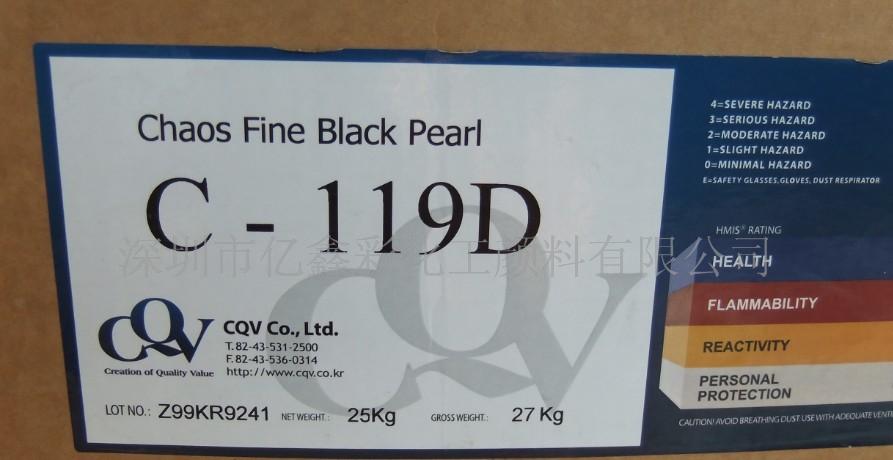 Chaos Fine Black Pearl
C - 119D
深圳市亿鑫彩化工颜料有限公司
CQV
Creation of Quality Value
CQV Co., Ltd.
T. 82-43-531-2500
F. 82-43-536-0314
http://www.cqv.co.kr
LOT NO.: Z99KR9241 NET WEIGHT.: 25Kg GROSS WEIGHT.: 27 Kg
4=SEVERE HAZARD
3=SERIOUS HAZARD
2=MODERATE HAZARD
1=SLIGHT HAZARD
0=MINIMAL HAZARD
E=SAFETY GLASSES, GLOVES, DUST RESPIRATOR
HMIS® RATING
HEALTH
FLAMMABILITY
REACTIVITY
PERSONAL
PROTECTION
CAUTION! AVOID BREATHING DUST. USE WITH ADEQUATE